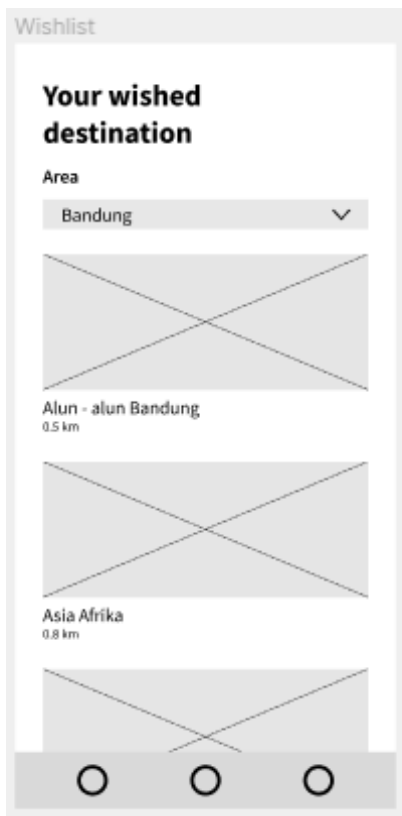 Wishlist
Your wished
destination
Area
Bandung
Alun - alun Bandung
0.5 km
Asia Afrika
0.8 km